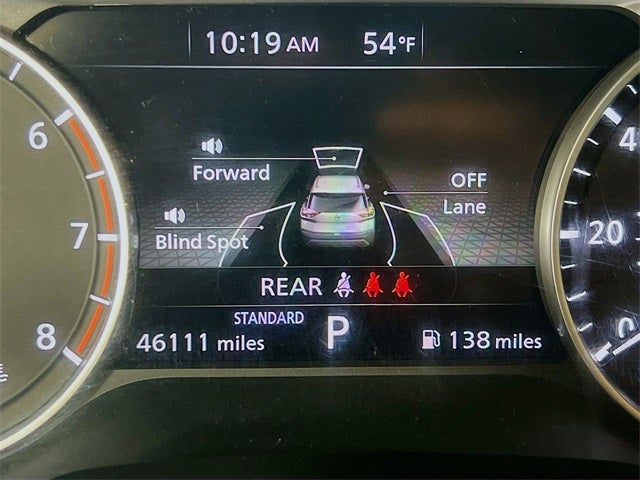 10:19 AM 54°F
Forward
OFF
Lane
Blind Spot
REAR
STANDARD
46111 miles P 138 miles
6
7
8
4
20
0